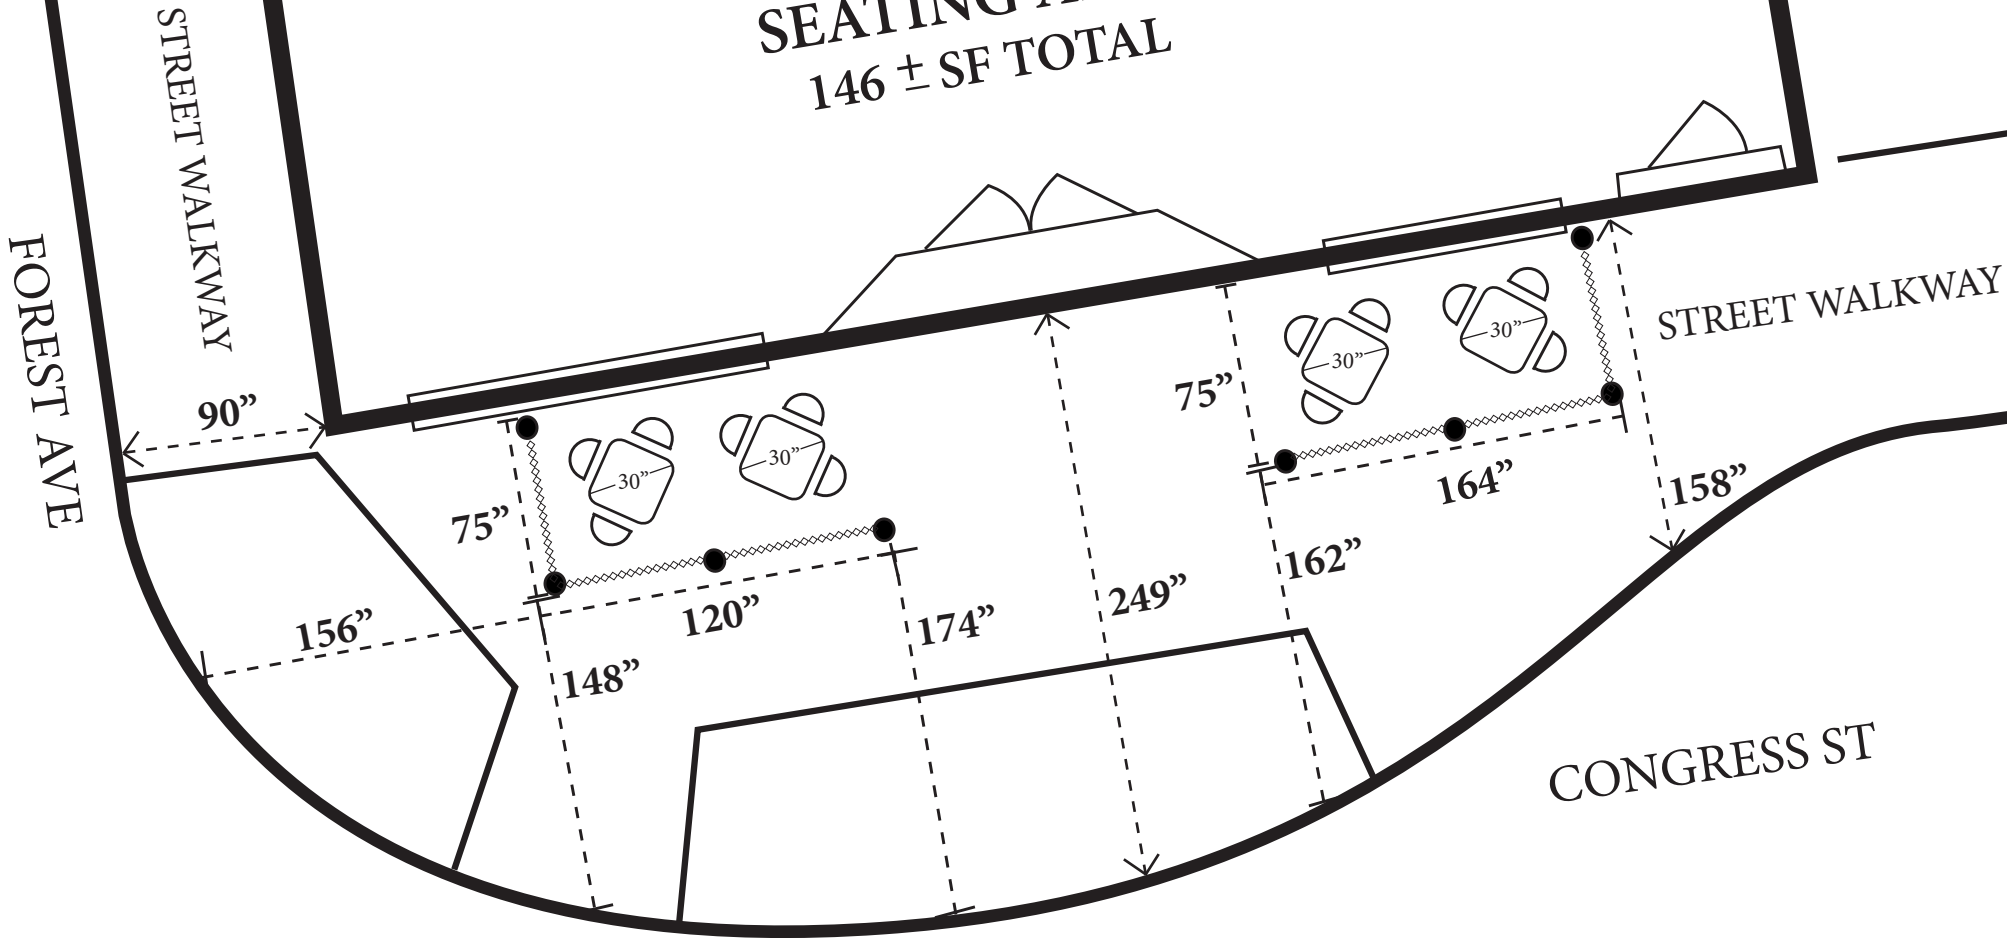 SEATING
146 ± SF TOTAL
STREET WALKWAY
FOREST AVE
90”
STREET WALKWAY
75”
30”
30”
75”
30”
30”
164”
158”
156”
120”
148”
174”
249”
162”
CONGRESS ST